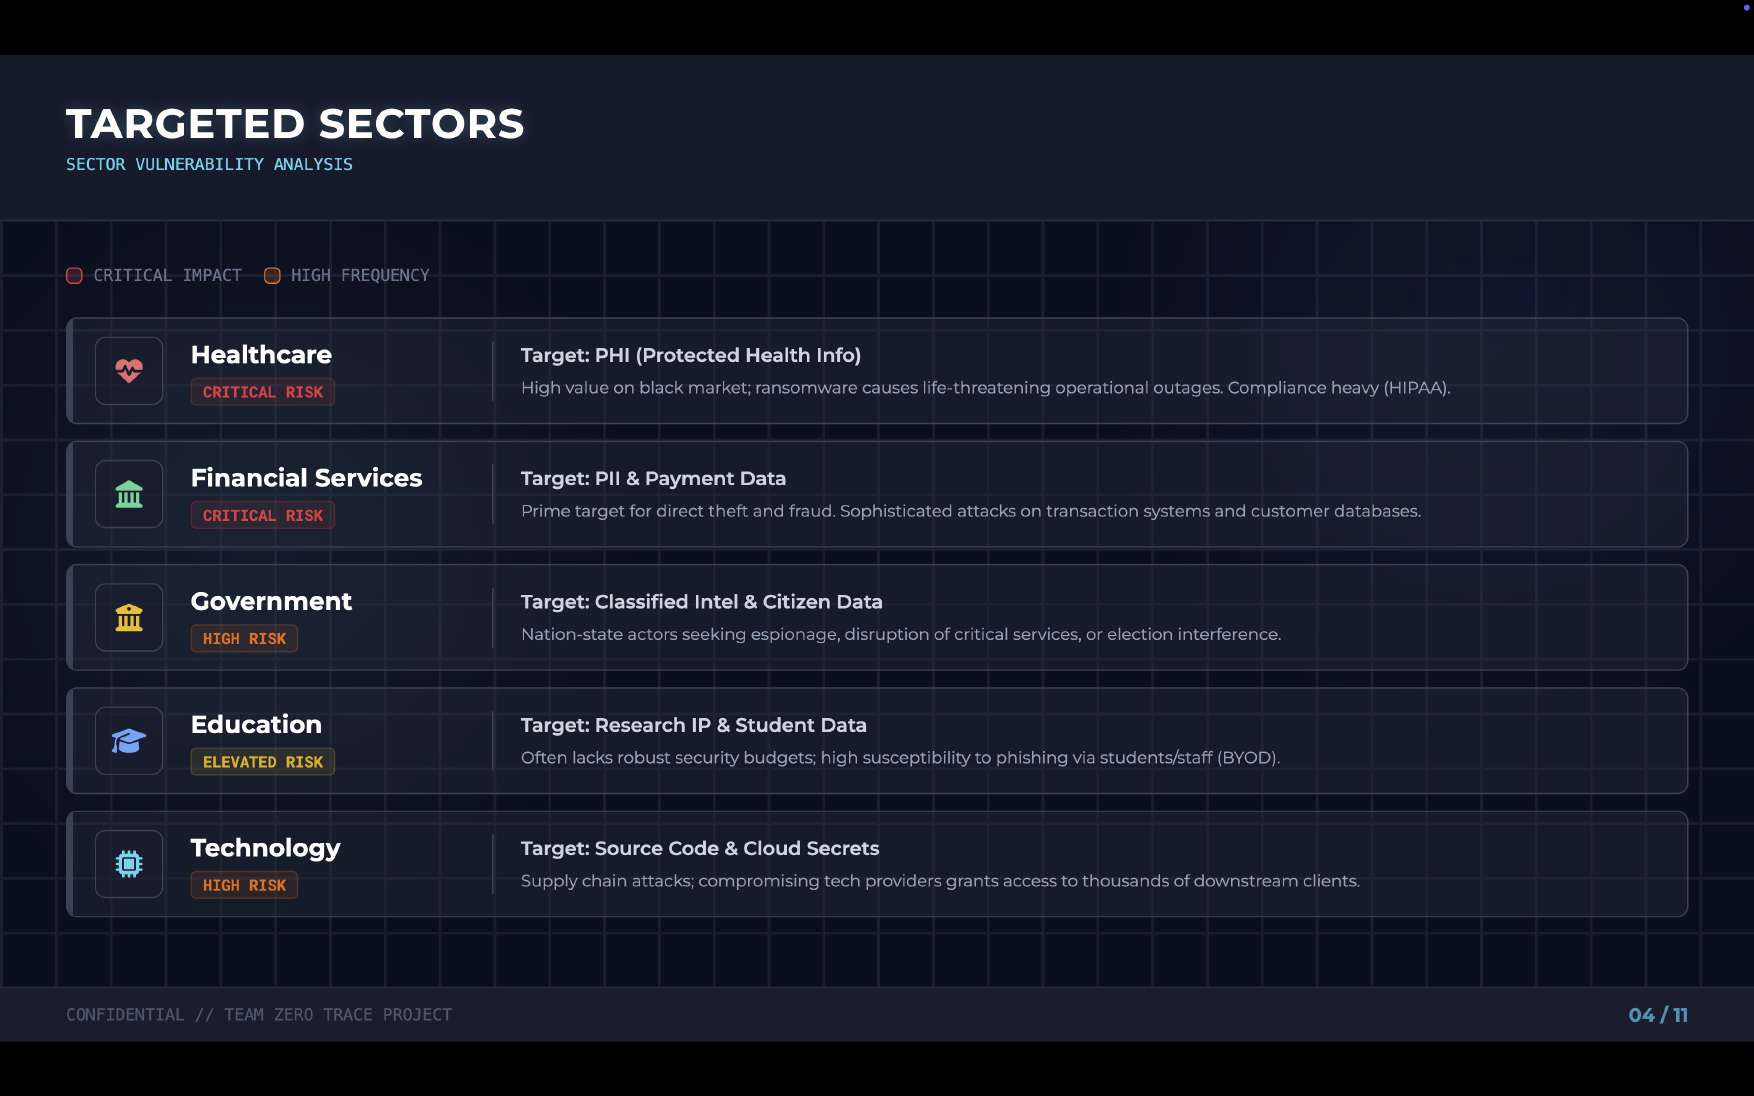 TARGETED SECTORS
SECTOR VULNERABILITY ANALYSIS
CRITICAL IMPACT
HIGH FREQUENCY
Healthcare
CRITICAL RISK
Target: PHI (Protected Health Info)
High value on black market; ransomware causes life-threatening operational outages. Compliance heavy (HIPAA).
Financial Services
CRITICAL RISK
Target: PII & Payment Data
Prime target for direct theft and fraud. Sophisticated attacks on transaction systems and customer databases.
Government
HIGH RISK
Target: Classified Intel & Citizen Data
Nation-state actors seeking espionage, disruption of critical services, or election interference.
Education
ELEVATED RISK
Target: Research IP & Student Data
Often lacks robust security budgets; high susceptibility to phishing via students/staff (BYOD).
Technology
HIGH RISK
Target: Source Code & Cloud Secrets
Supply chain attacks; compromising tech providers grants access to thousands of downstream clients.
CONFIDENTIAL // TEAM ZERO TRACE PROJECT
04 / 11